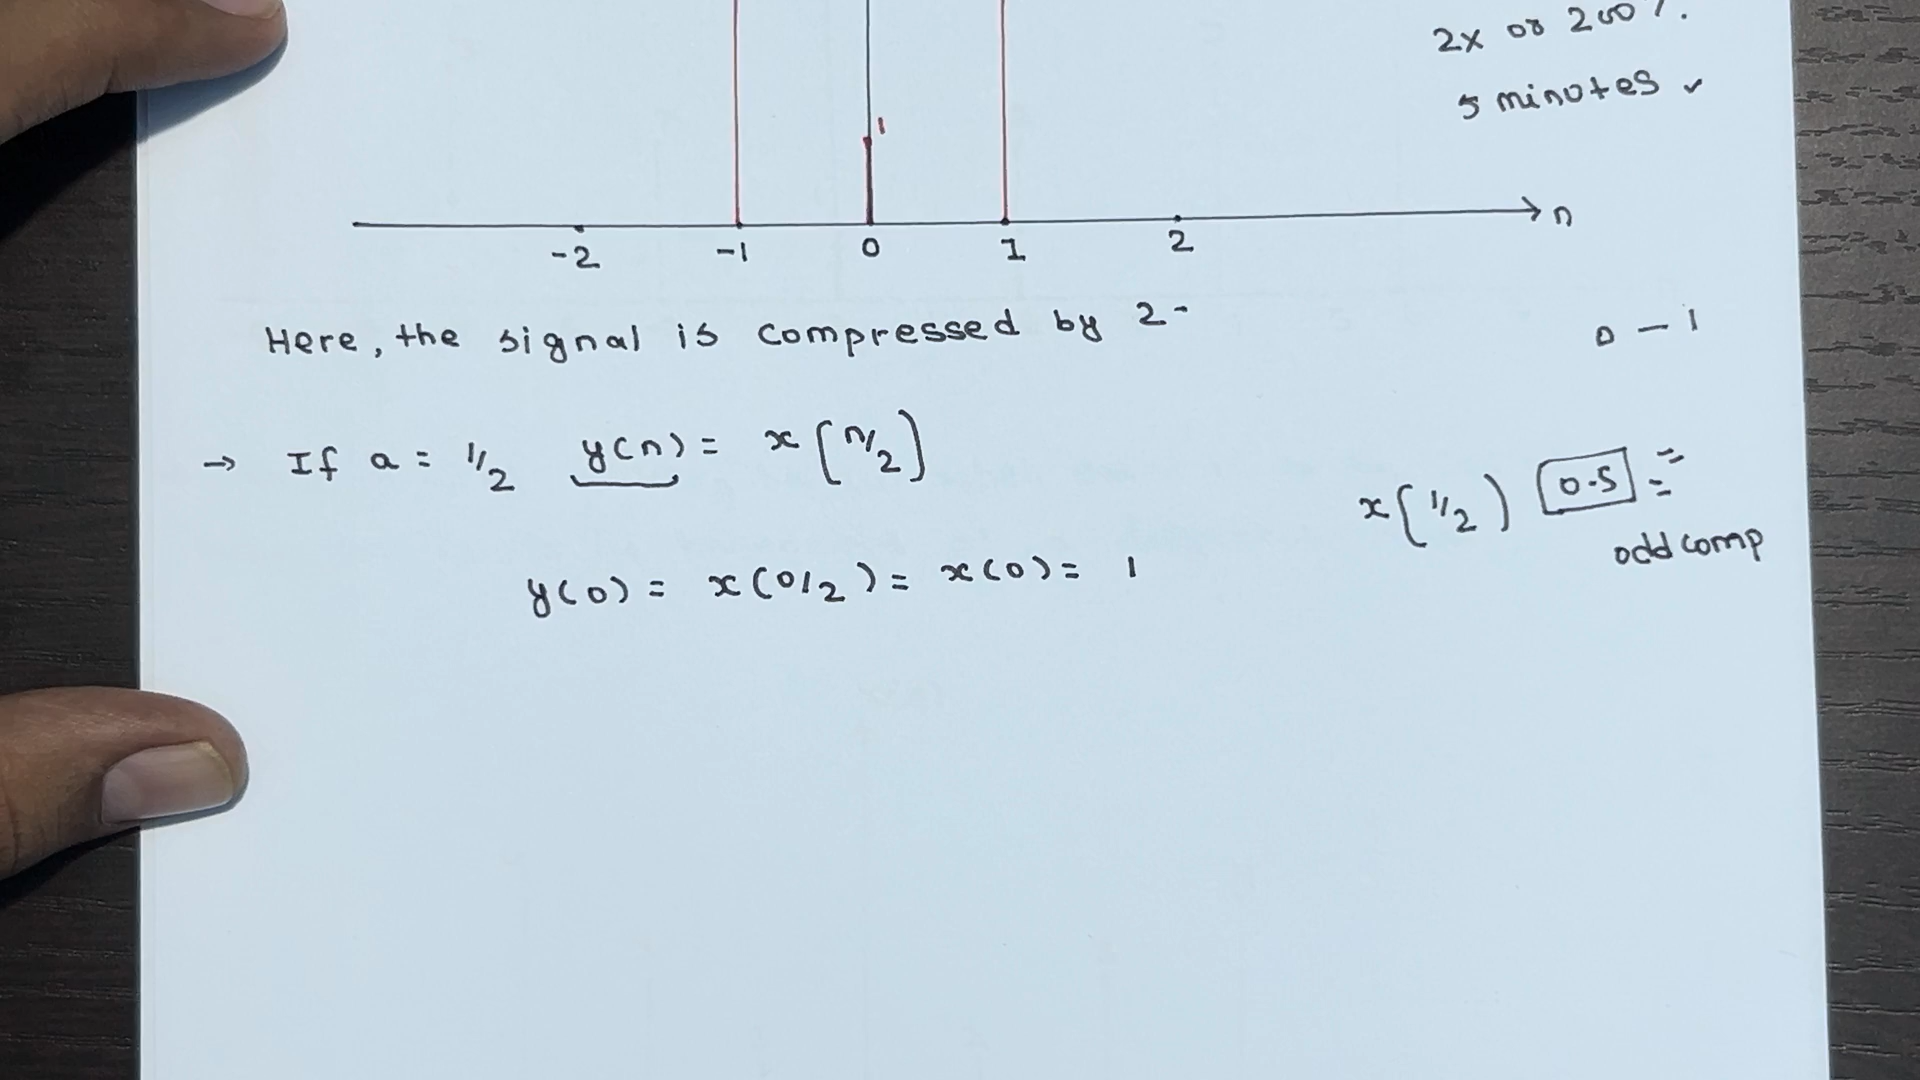 2x or 200%.
5 minutes ✓
1
n
-2 -1 0 1 2
Here, the signal is compressed by 2-
0 — 1
→ If a = 1/2 y(n) = x[n/2]
x(1/2) 0.5 =
odd comp
y(0) = x(0/2) = x(0) = 1